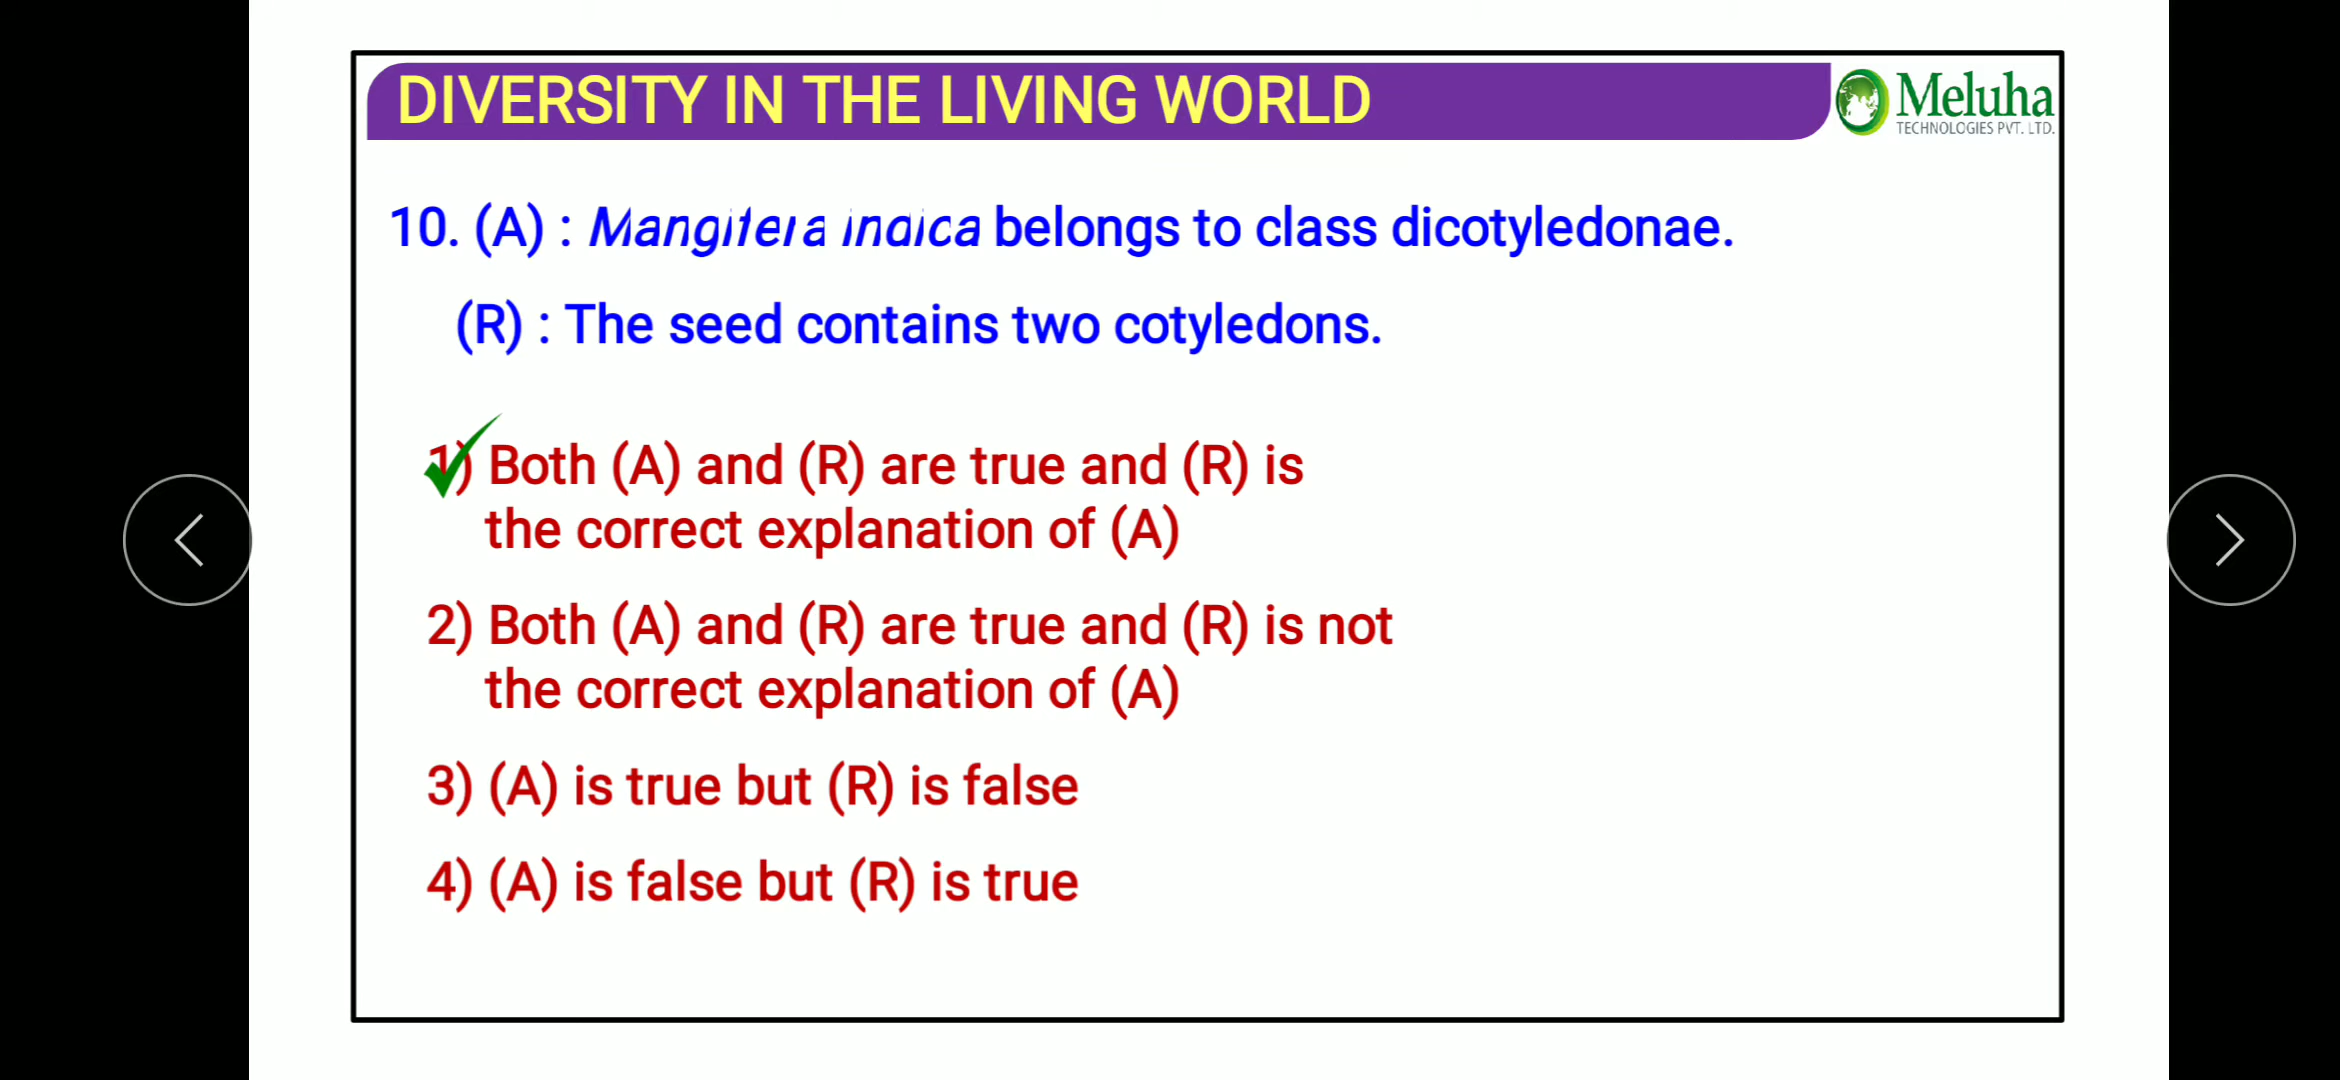 DIVERSITY IN THE LIVING WORLD
Meluha
TECHNOLOGIES PVT. LTD.
10. (A) : Mangifera indica belongs to class dicotyledonae.
(R) : The seed contains two cotyledons.
1) Both (A) and (R) are true and (R) is
the correct explanation of (A)
2) Both (A) and (R) are true and (R) is not
the correct explanation of (A)
3) (A) is true but (R) is false
4) (A) is false but (R) is true